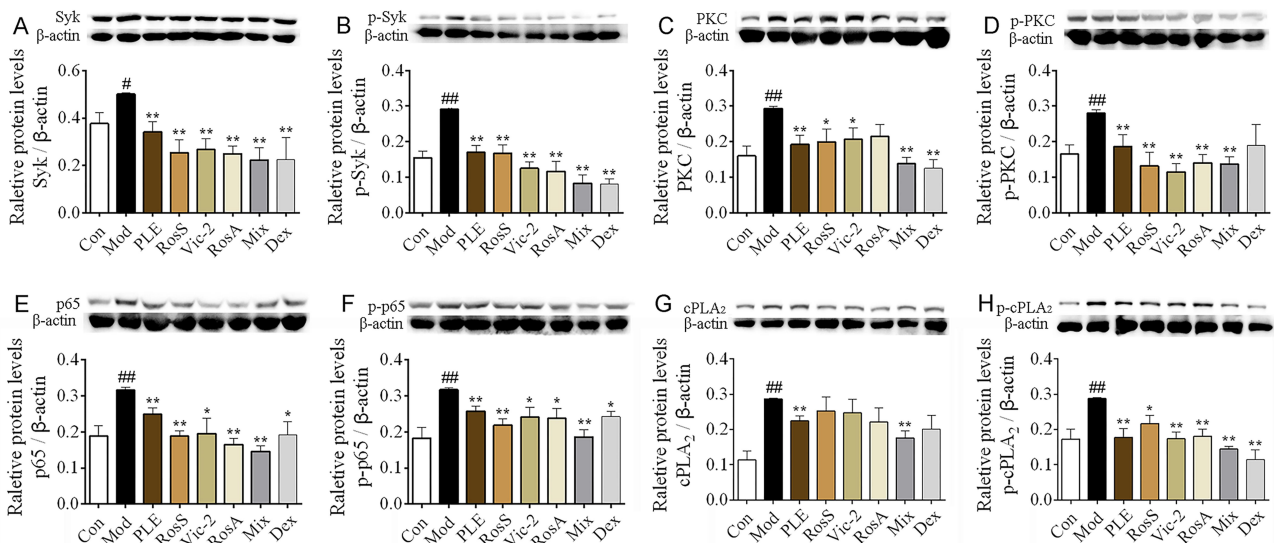 A
Syk
β-actin
Raletive protein levels
Syk / β-actin
0.6
0.4
0.2
0.0
#
**
**
**
**
**
**
Con
Mod
PLE
RosS
Vic-2
RosA
Mix
Dex
B
p-Syk
β-actin
Raletive protein levels
p-Syk / β-actin
0.4
0.3
0.2
0.1
0.0
##
**
**
**
**
**
**
Con
Mod
PLE
RosS
Vic-2
RosA
Mix
Dex
C
PKC
β-actin
Raletive protein levels
PKC / β-actin
0.4
0.3
0.2
0.1
0.0
##
**
*
*
**
**
Con
Mod
PLE
RosS
Vic-2
RosA
Mix
Dex
D
p-PKC
β-actin
Raletive protein levels
p-PKC / β-actin
0.4
0.3
0.2
0.1
0.0
##
**
**
**
**
**
Con
Mod
PLE
RosS
Vic-2
RosA
Mix
Dex
E
p65
β-actin
Raletive protein levels
p65 / β-actin
0.4
0.3
0.2
0.1
0.0
##
**
**
*
**
**
*
Con
Mod
PLE
RosS
Vic-2
RosA
Mix
Dex
F
p-p65
β-actin
Raletive protein levels
p-p65 / β-actin
0.4
0.3
0.2
0.1
0.0
##
**
**
*
*
**
*
Con
Mod
PLE
RosS
Vic-2
RosA
Mix
Dex
G
cPLA₂
β-actin
Raletive protein levels
cPLA₂ / β-actin
0.4
0.3
0.2
0.1
0.0
##
**
**
Con
Mod
PLE
RosS
Vic-2
RosA
Mix
Dex
H
p-cPLA₂
β-actin
Raletive protein levels
p-cPLA₂ / β-actin
0.4
0.3
0.2
0.1
0.0
##
**
*
**
**
**
**
Con
Mod
PLE
RosS
Vic-2
RosA
Mix
Dex